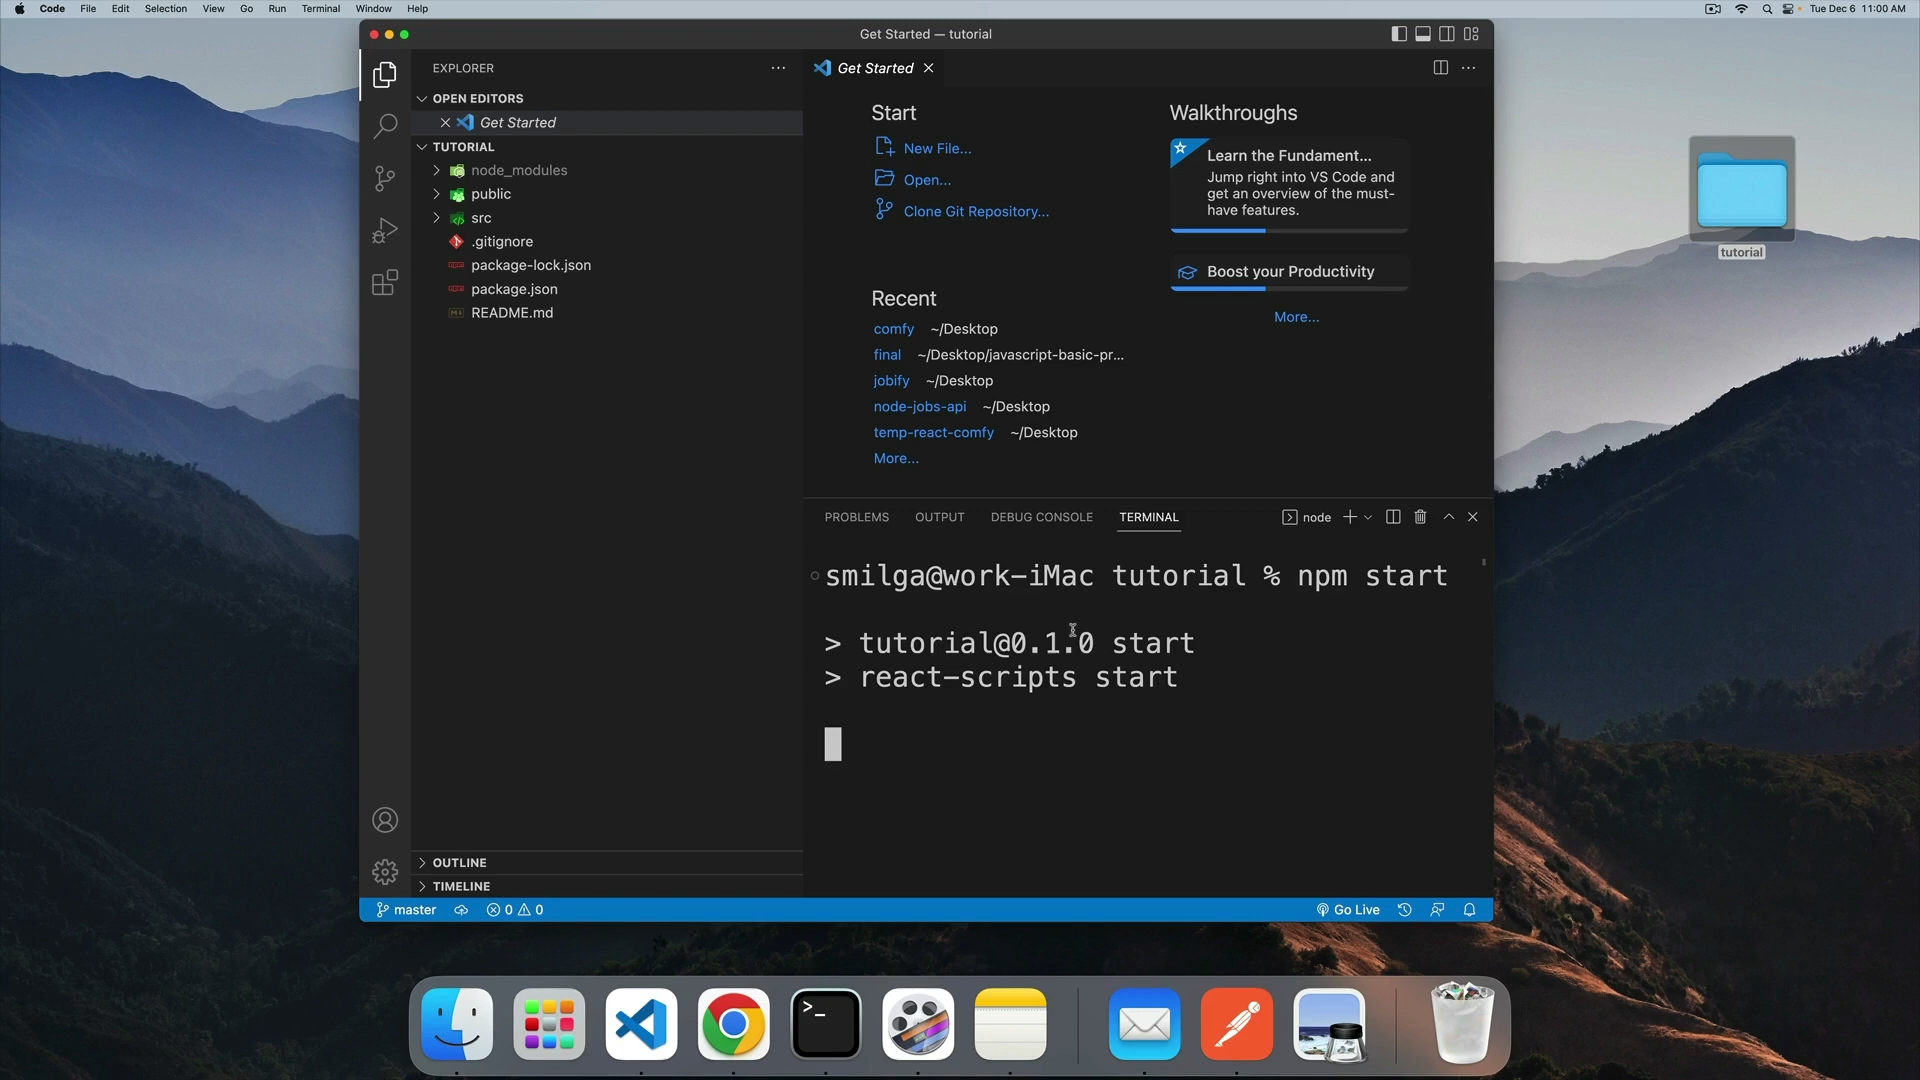 Code File Edit Selection View Go Run Terminal Window Help
Tue Dec 6 11:00 AM
Get Started — tutorial
EXPLORER
OPEN EDITORS
Get Started
TUTORIAL
node_modules
public
src
.gitignore
package-lock.json
package.json
README.md
OUTLINE
TIMELINE
Get Started
Start
New File...
Open...
Clone Git Repository...
Recent
comfy ~/Desktop
final ~/Desktop/javascript-basic-pr...
jobify ~/Desktop
node-jobs-api ~/Desktop
temp-react-comfy ~/Desktop
More...
Walkthroughs
Learn the Fundament...
Jump right into VS Code and
get an overview of the must-
have features.
Boost your Productivity
More...
PROBLEMS OUTPUT DEBUG CONSOLE TERMINAL
node
smilga@work-iMac tutorial % npm start
> tutorial@0.1.0 start
> react-scripts start
master 0 0
Go Live
tutorial